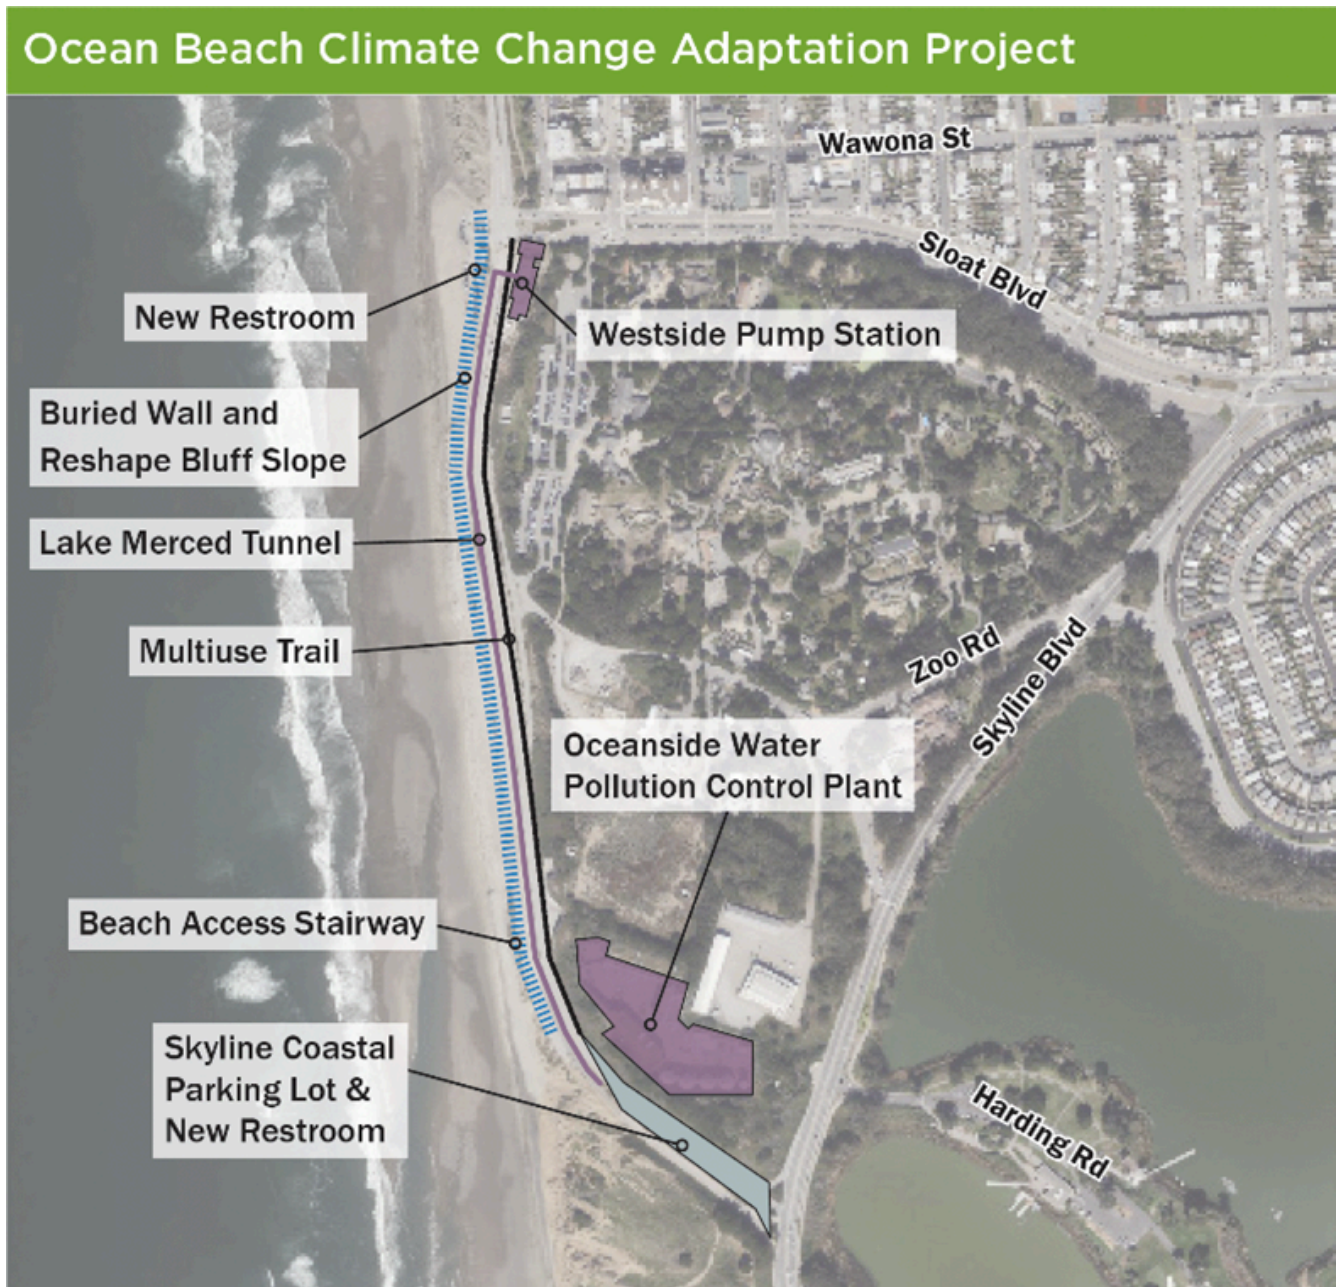 Ocean Beach Climate Change Adaptation Project
Wawona St
Sloat Blvd
New Restroom
Westside Pump Station
Buried Wall and
Reshape Bluff Slope
Lake Merced Tunnel
Multiuse Trail
Zoo Rd
Skyline Blvd
Oceanside Water
Pollution Control Plant
Beach Access Stairway
Skyline Coastal
Parking Lot &
New Restroom
Harding Rd